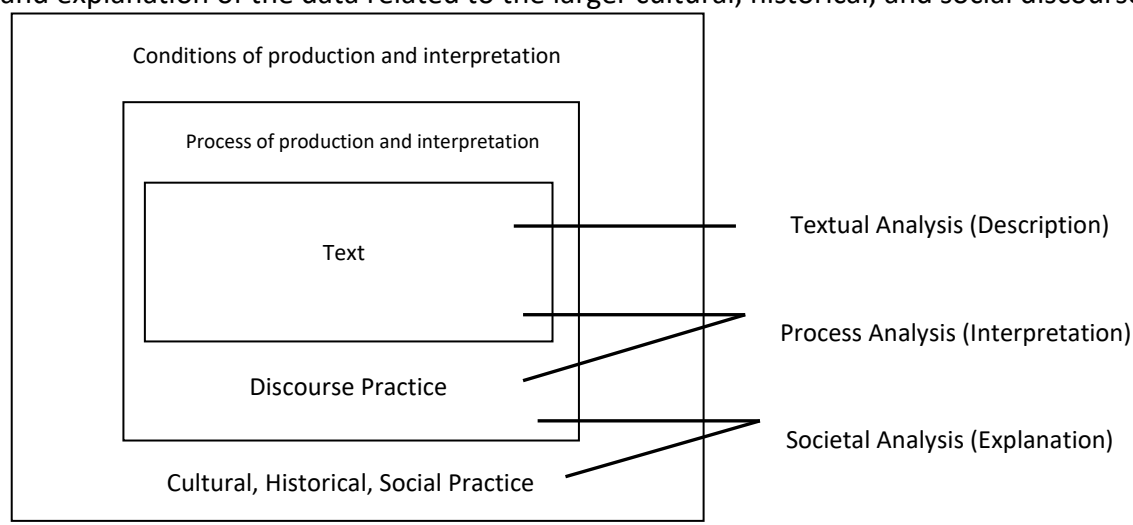 and explanation of the data related to the larger cultural, historical, and social discourse
Conditions of production and interpretation
Process of production and interpretation
Text
Textual Analysis (Description)
Process Analysis (Interpretation)
Discourse Practice
Societal Analysis (Explanation)
Cultural, Historical, Social Practice